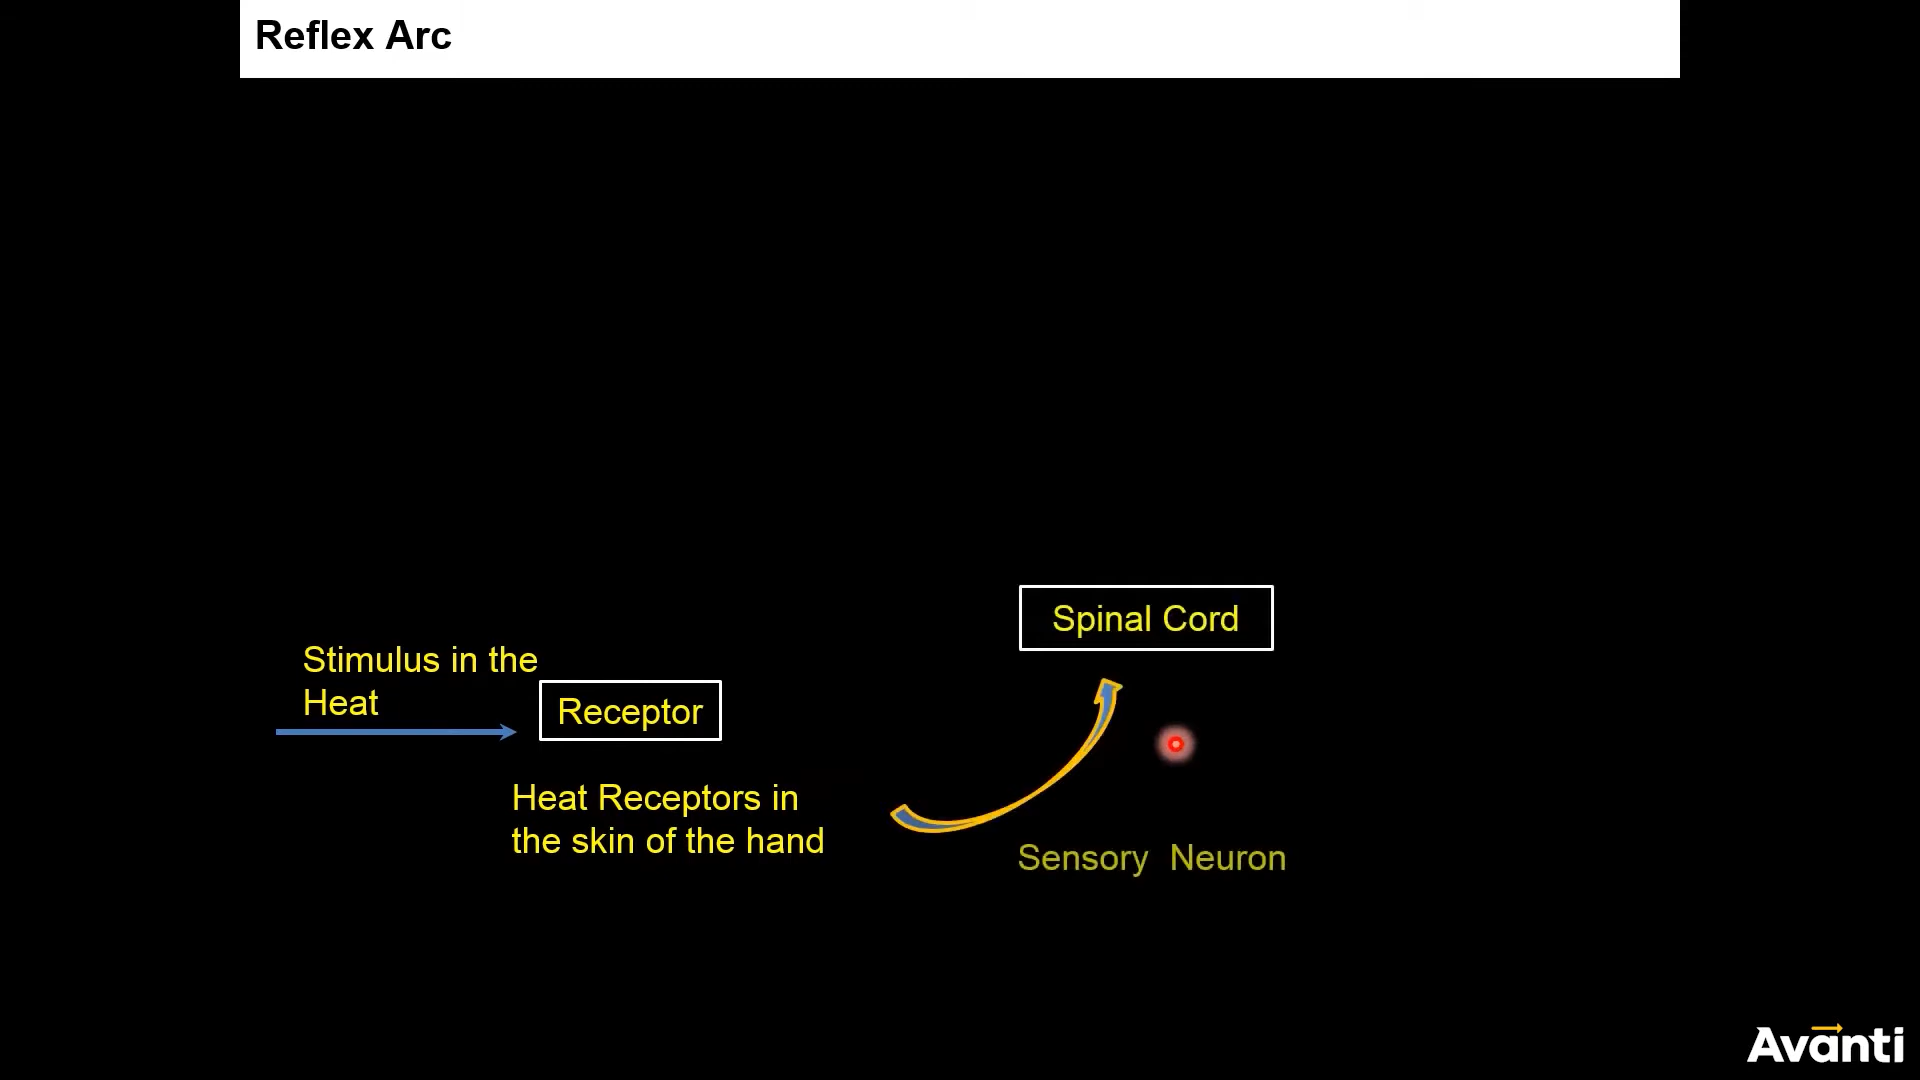 Reflex Arc
Spinal Cord
Stimulus in the
Heat
Receptor
Heat Receptors in
the skin of the hand
Sensory  Neuron
Avanti